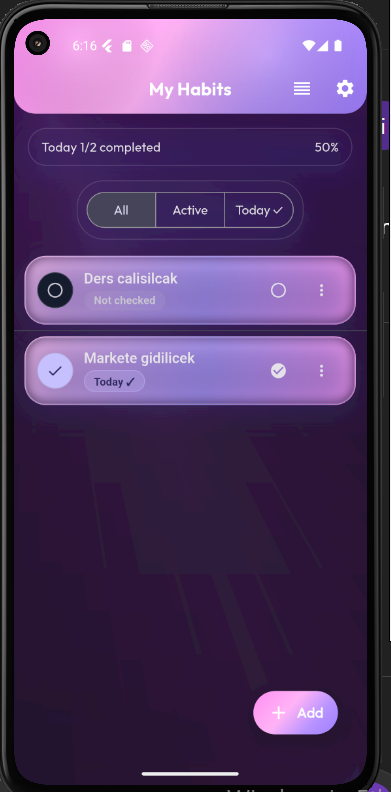 6:16
My Habits
Today 1/2 completed 50%
All Active Today ✓
Ders calisilcak
Not checked
Markete gidilicek
Today ✓
+ Add